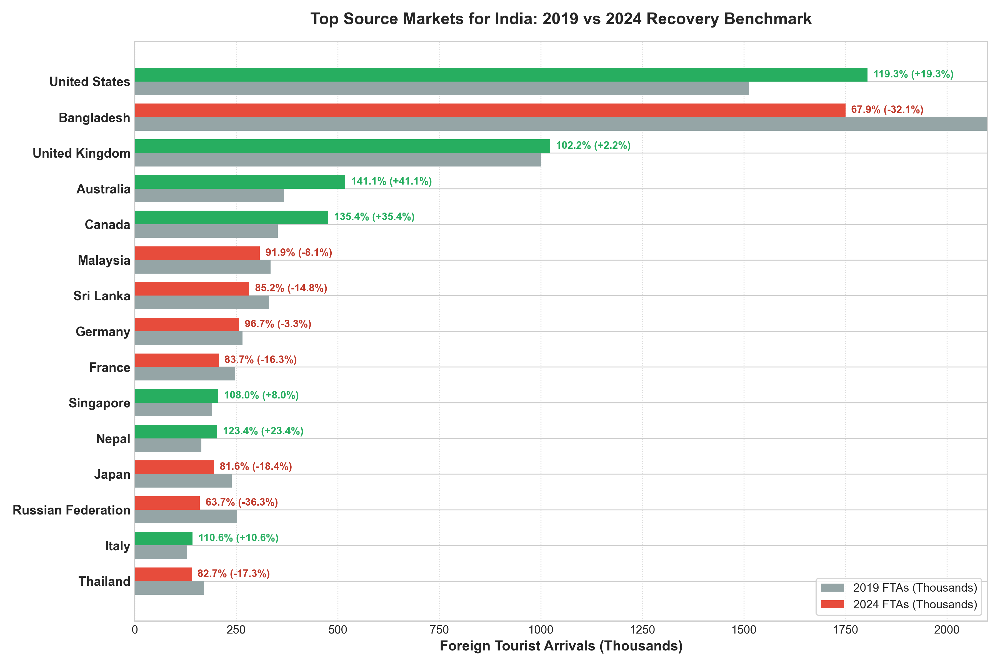 Top Source Markets for India: 2019 vs 2024 Recovery Benchmark
United States
119.3% (+19.3%)
Bangladesh
67.9% (-32.1%)
United Kingdom
102.2% (+2.2%)
Australia
141.1% (+41.1%)
Canada
135.4% (+35.4%)
Malaysia
91.9% (-8.1%)
Sri Lanka
85.2% (-14.8%)
Germany
96.7% (-3.3%)
France
83.7% (-16.3%)
Singapore
108.0% (+8.0%)
Nepal
123.4% (+23.4%)
Japan
81.6% (-18.4%)
Russian Federation
63.7% (-36.3%)
Italy
110.6% (+10.6%)
Thailand
82.7% (-17.3%)
2019 FTAs (Thousands)
2024 FTAs (Thousands)
0 250 500 750 1000 1250 1500 1750 2000
Foreign Tourist Arrivals (Thousands)